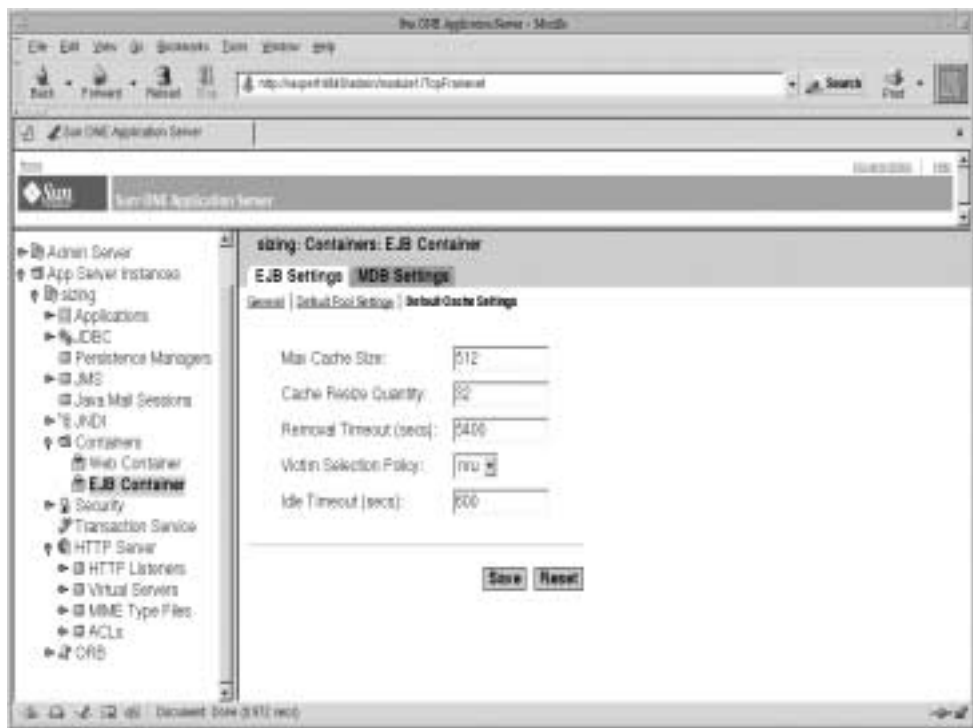 Sun ONE Application Server - Mozilla
File Edit View Go Bookmarks Tools Window Help
Back Forward Reload Stop
Search Print
Sun ONE Application Server
Home
Help
Sun
Sun ONE Application Server
Admin Server
App Server Instances
sizing
Applications
JDBC
Persistence Managers
JMS
Java Mail Sessions
JNDI
Containers
Web Container
EJB Container
Security
Transaction Service
HTTP Server
HTTP Listeners
Virtual Servers
MIME Type Files
ACLs
ORB
sizing: Containers: EJB Container
EJB Settings MDB Settings
General | Default Pool Settings | Default Cache Settings
Max Cache Size: 512
Cache Resize Quantity: 32
Removal Timeout (secs): 5400
Victim Selection Policy: nru
Idle Timeout (secs): 600
Save Reset
Document: Done